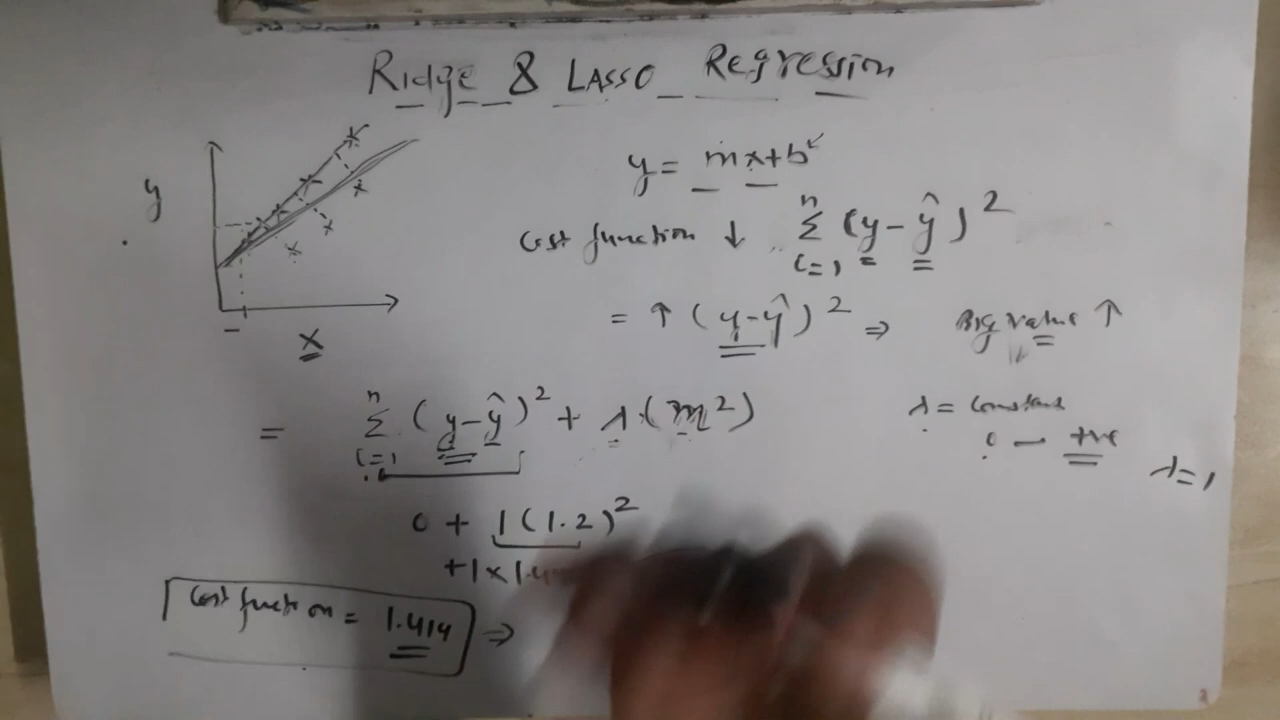 Ridge & Lasso Regression
y
x
y = mx+b
Cost function ↓ n Σ i=1 (y-ŷ)²
= ↑ (y-ŷ)² ⇒ Big value ↑
= n Σ i=1 (y-ŷ)² + λ.(m²)
λ = Constant
0 — +ve
λ=1
0 + 1(1.2)²
+1×1.4
Cost function = 1.414 ⇒